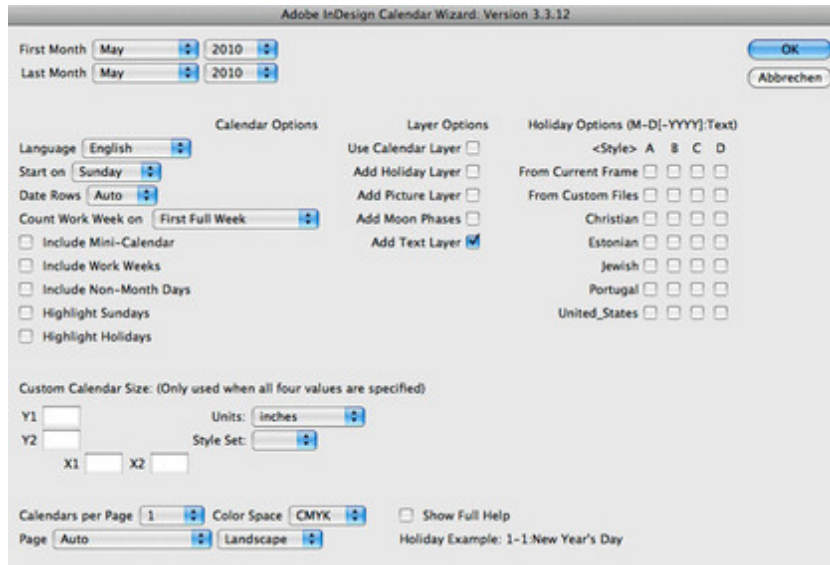 Adobe InDesign Calendar Wizard: Version 3.3.12
First Month May 2010
OK
Last Month May 2010
Abbrechen
Calendar Options Layer Options Holiday Options (M-D[-YYYY]:Text)
Language English Use Calendar Layer <Style> A B C D
Start on Sunday Add Holiday Layer From Current Frame
Date Rows Auto Add Picture Layer From Custom Files
Count Work Week on First Full Week Add Moon Phases Christian
Include Mini-Calendar Add Text Layer Estonian
Include Work Weeks Jewish
Include Non-Month Days Portugal
Highlight Sundays United_States
Highlight Holidays
Custom Calendar Size: (Only used when all four values are specified)
Y1 Units: inches
Y2 Style Set:
X1 X2
Calendars per Page 1 Color Space CMYK Show Full Help
Page Auto Landscape Holiday Example: 1-1:New Year's Day